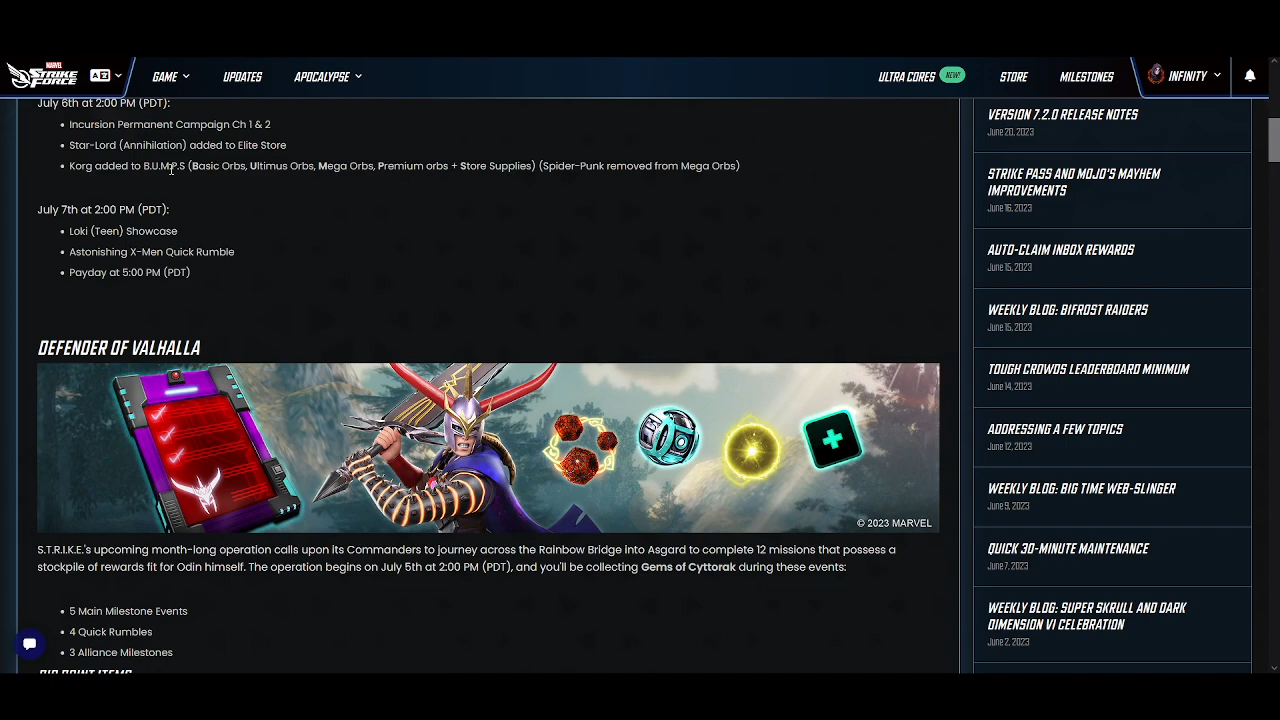 MARVEL
STRIKE
FORCE
GAME
UPDATES
APOCALYPSE
ULTRA CORES
NEW!
STORE
MILESTONES
INFINITY
July 6th at 2:00 PM (PDT):
Incursion Permanent Campaign Ch 1 & 2
Star-Lord (Annihilation) added to Elite Store
Korg added to B.U.M.P.S (Basic Orbs, Ultimus Orbs, Mega Orbs, Premium orbs + Store Supplies) (Spider-Punk removed from Mega Orbs)
July 7th at 2:00 PM (PDT):
Loki (Teen) Showcase
Astonishing X-Men Quick Rumble
Payday at 5:00 PM (PDT)
DEFENDER OF VALHALLA
© 2023 MARVEL
S.T.R.I.K.E.'s upcoming month-long operation calls upon its Commanders to journey across the Rainbow Bridge into Asgard to complete 12 missions that possess a
stockpile of rewards fit for Odin himself. The operation begins on July 5th at 2:00 PM (PDT), and you'll be collecting Gems of Cyttorak during these events:
5 Main Milestone Events
4 Quick Rumbles
3 Alliance Milestones
VERSION 7.2.0 RELEASE NOTES
June 20, 2023
STRIKE PASS AND MOJO'S MAYHEM
IMPROVEMENTS
June 16, 2023
AUTO-CLAIM INBOX REWARDS
June 15, 2023
WEEKLY BLOG: BIFROST RAIDERS
June 15, 2023
TOUGH CROWDS LEADERBOARD MINIMUM
June 14, 2023
ADDRESSING A FEW TOPICS
June 12, 2023
WEEKLY BLOG: BIG TIME WEB-SLINGER
June 9, 2023
QUICK 30-MINUTE MAINTENANCE
June 7, 2023
WEEKLY BLOG: SUPER SKRULL AND DARK
DIMENSION VI CELEBRATION
June 2, 2023